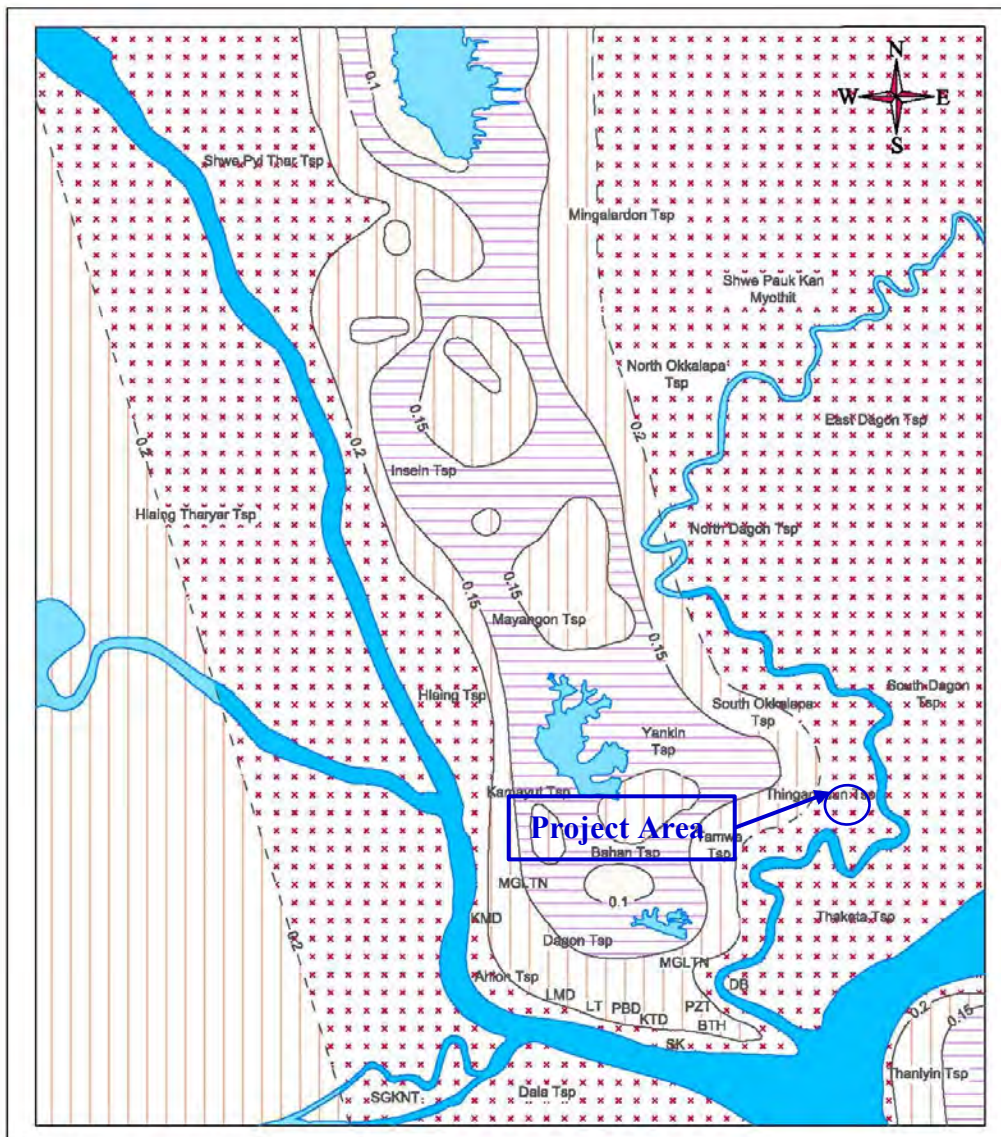 N
W
E
S
0.1
Shwe Pyi Thar Tsp
Mingalardon Tsp
Shwe Pauk Kan
Myothit
North Okkalapa
Tsp
0.2
0.15
East Dagon Tsp
0.2
0.2
Insein Tsp
Hlaing Tharyar Tsp
North Dagon Tsp
0.15
0.15
Mayangon Tsp
0.15
Hlaing Tsp
South Dagon
Tsp
South Okkalapa
Tsp
Yankin
Tsp
Kamayut Tsp
Project Area
Tsp
Bahan Tsp
MGLTN
0.1
KMD
Thaketa Tsp
0.2
Dagon Tsp
MGLTN
Ahlon Tsp
DB
LMD
LT
PBD
PZT
KTD
BTH
SK
0.2
0.15
Thanlyin Tsp
SGKNT
Dala Tsp